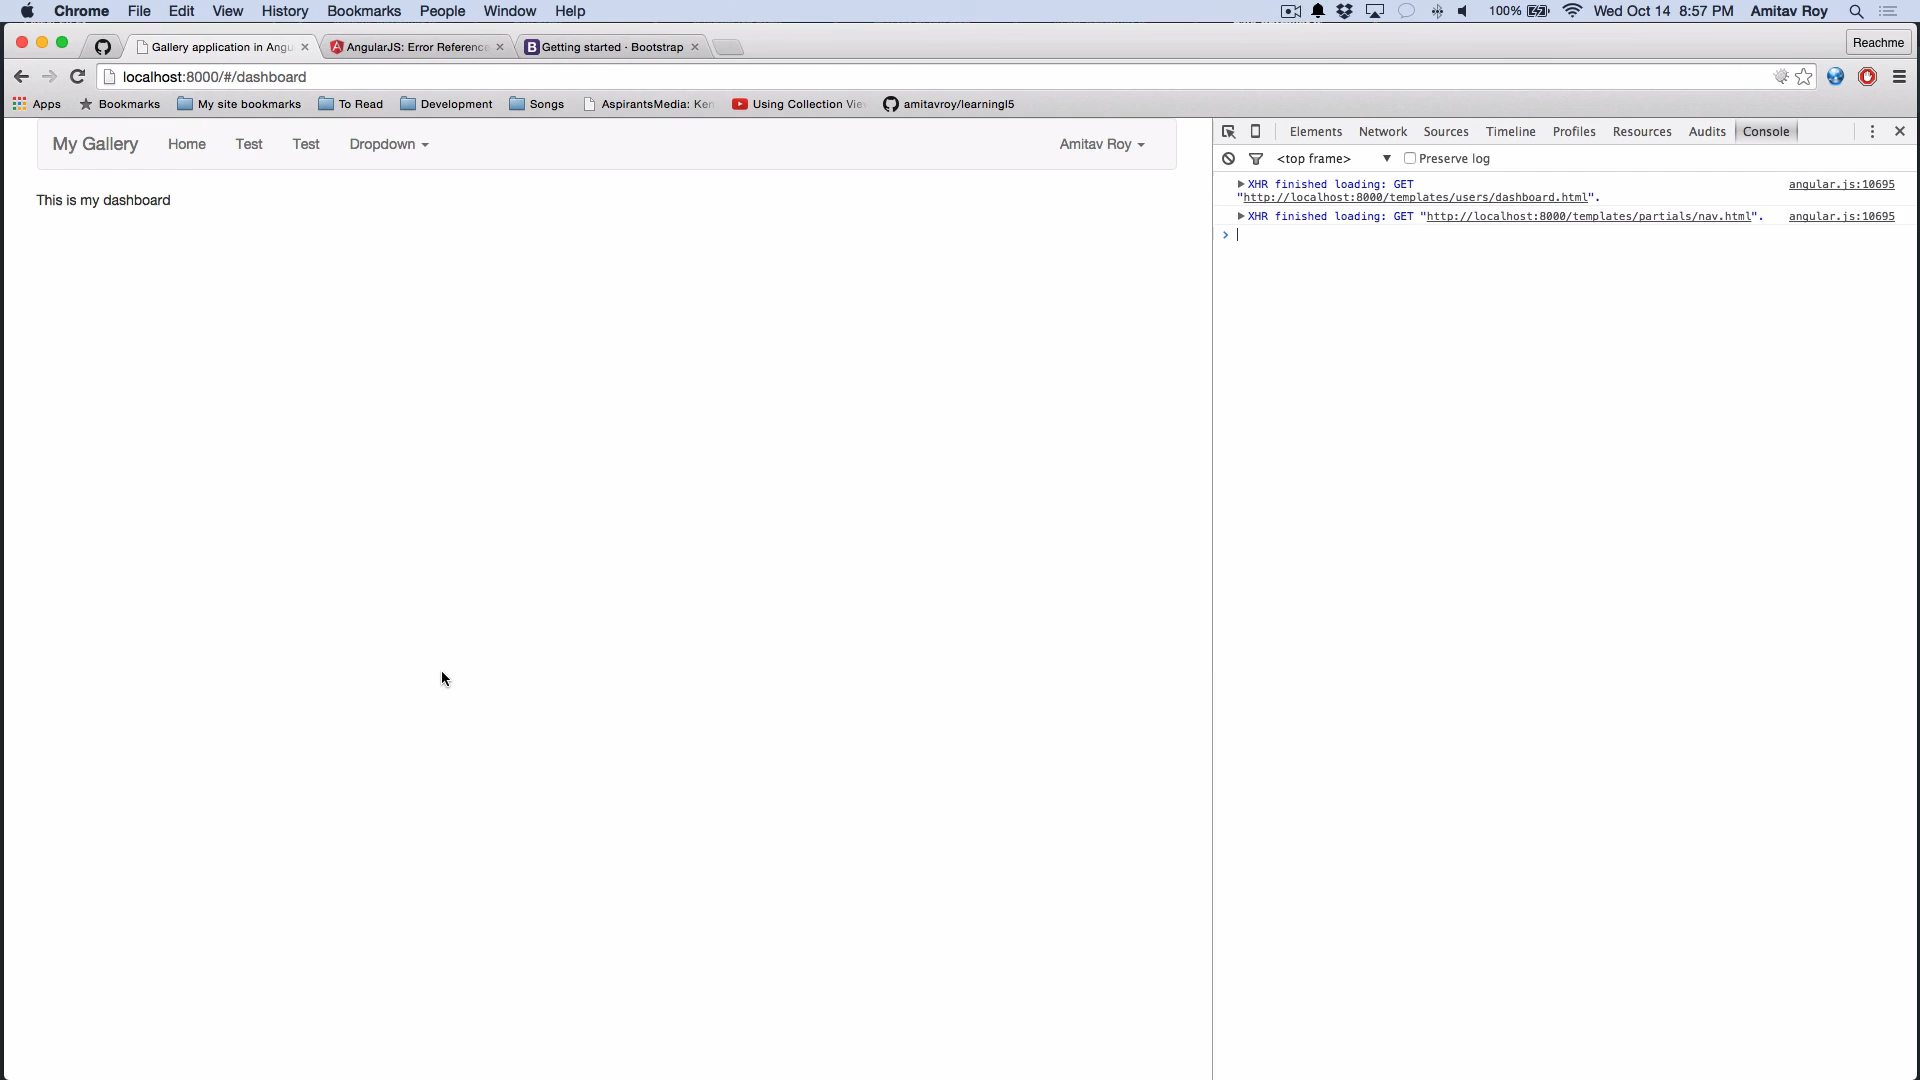 Chrome File Edit View History Bookmarks People Window Help 100% Wed Oct 14 8:57 PM Amitav Roy
Gallery application in Angu AngularJS: Error Reference Getting started · Bootstrap Reachme
localhost:8000/#/dashboard
Apps Bookmarks My site bookmarks To Read Development Songs AspirantsMedia: Ken Using Collection Vie amitavroy/learningl5
My Gallery Home Test Test Dropdown Amitav Roy
This is my dashboard
Elements Network Sources Timeline Profiles Resources Audits Console
<top frame> Preserve log
XHR finished loading: GET angular.js:10695
"http://localhost:8000/templates/users/dashboard.html".
XHR finished loading: GET "http://localhost:8000/templates/partials/nav.html". angular.js:10695